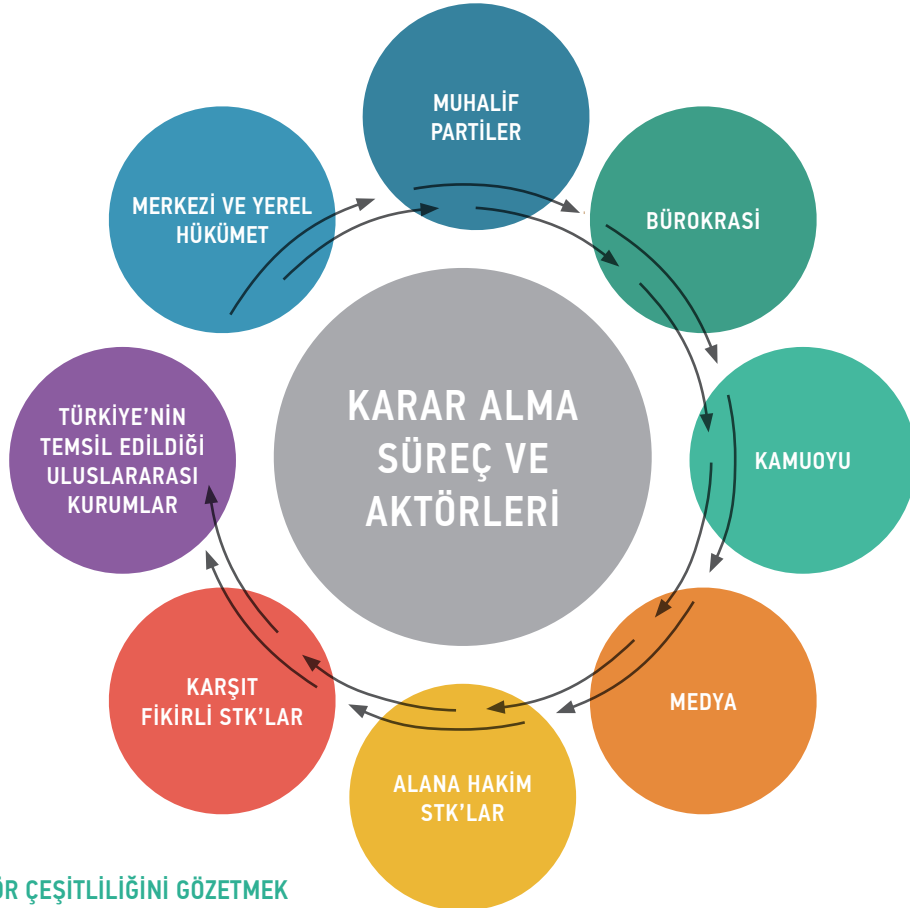 MUHALİF
PARTİLER
MERKEZİ VE YEREL
HÜKÜMET
BÜROKRASİ
KARAR ALMA
SÜREÇ VE
AKTÖRLERİ
TÜRKİYE’NİN
TEMSİL EDİLDİĞİ
ULUSLARARASI
KURUMLAR
KAMUOYU
KARŞIT
FİKİRLİ STK’LAR
MEDYA
ALANA HAKİM
STK’LAR
ÇEŞİTLİLİĞİNİ GÖZETMEK